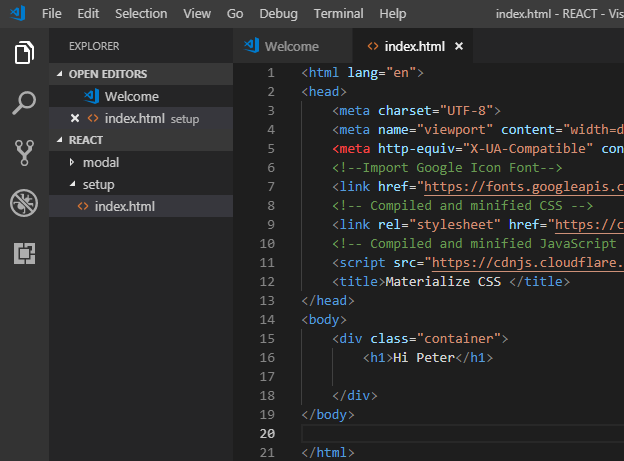 File Edit Selection View Go Debug Terminal Help index.html - REACT - Vis
EXPLORER
OPEN EDITORS
Welcome
index.html setup
REACT
modal
setup
index.html
Welcome index.html
1 <html lang="en">
2 <head>
3 <meta charset="UTF-8">
4 <meta name="viewport" content="width=d
5 <meta http-equiv="X-UA-Compatible" con
6 <!--Import Google Icon Font-->
7 <link href="https://fonts.googleapis.c
8 <!-- Compiled and minified CSS -->
9 <link rel="stylesheet" href="https://c
10 <!-- Compiled and minified JavaScript
11 <script src="https://cdnjs.cloudflare.
12 <title>Materialize CSS </title>
13 </head>
14 <body>
15 <div class="container">
16 <h1>Hi Peter</h1>
17
18 </div>
19 </body>
20
21 </html>